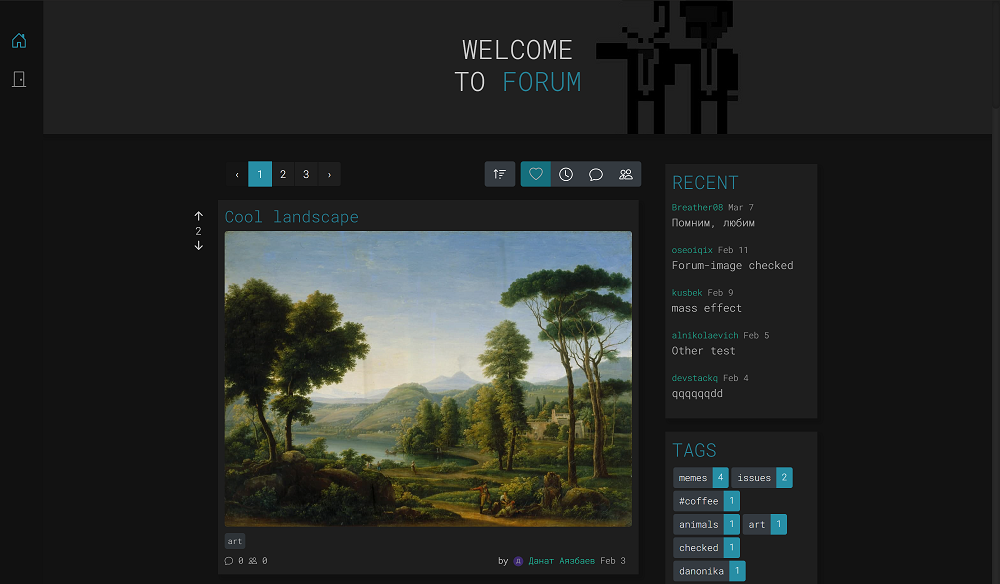 WELCOME
TO FORUM
‹ 1 2 3 ›
2
Cool landscape
art
0 0
by Д Данат Аязбаев Feb 3
RECENT
Breather08 Mar 7
Помним, любим
oseoiqix Feb 11
Forum-image checked
kusbek Feb 9
mass effect
alnikolaevich Feb 5
Other test
devstackq Feb 4
qqqqqqdd
TAGS
memes 4 issues 2
#coffee 1
animals 1 art 1
checked 1
danonika 1